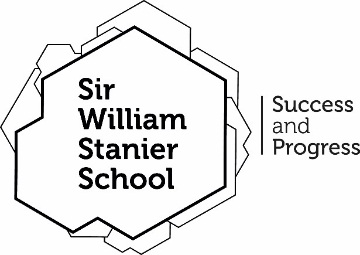 Sir
William
Stanier
School
Success
and
Progress